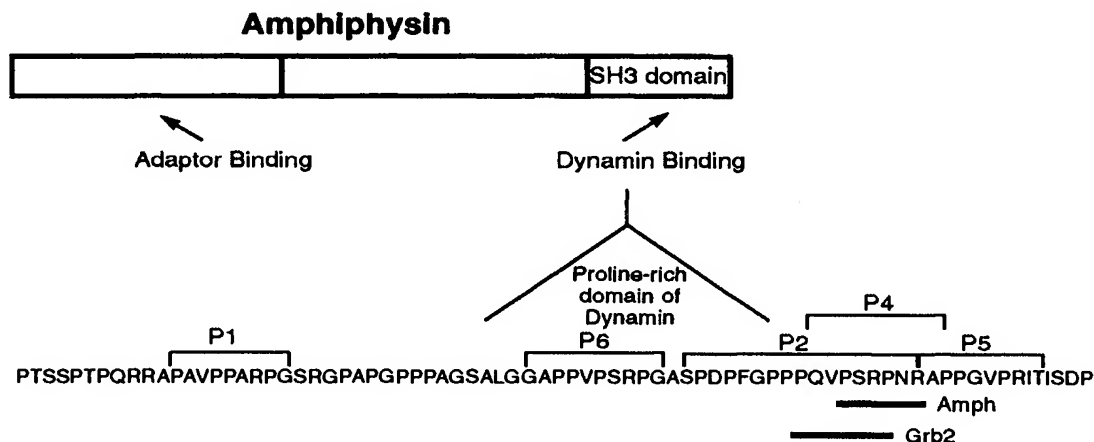 Amphiphysin
SH3 domain
Adaptor Binding
Dynamin Binding
Proline-rich
domain of
Dynamin
P4
P1
P6
P2
P5
PTSSPTPQRRAPAVPPARPGSRGPAPGPPPAGSALGGAPPVPSRPGASPDPFGPPPQVPSRPNRAPPGVPRITISDP
Amph
Grb2